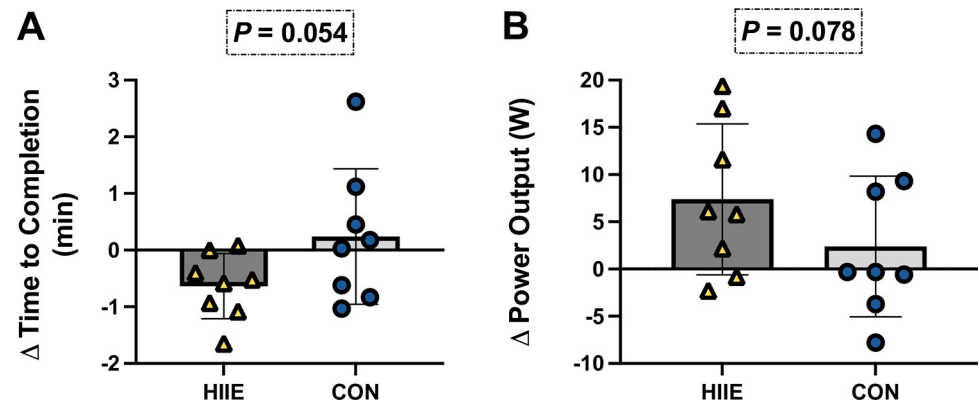 A
P = 0.054
Δ Time to Completion
(min)
3
2
1
0
-1
-2
HIIE
CON
B
P = 0.078
Δ Power Output (W)
20
15
10
5
0
-5
-10
HIIE
CON